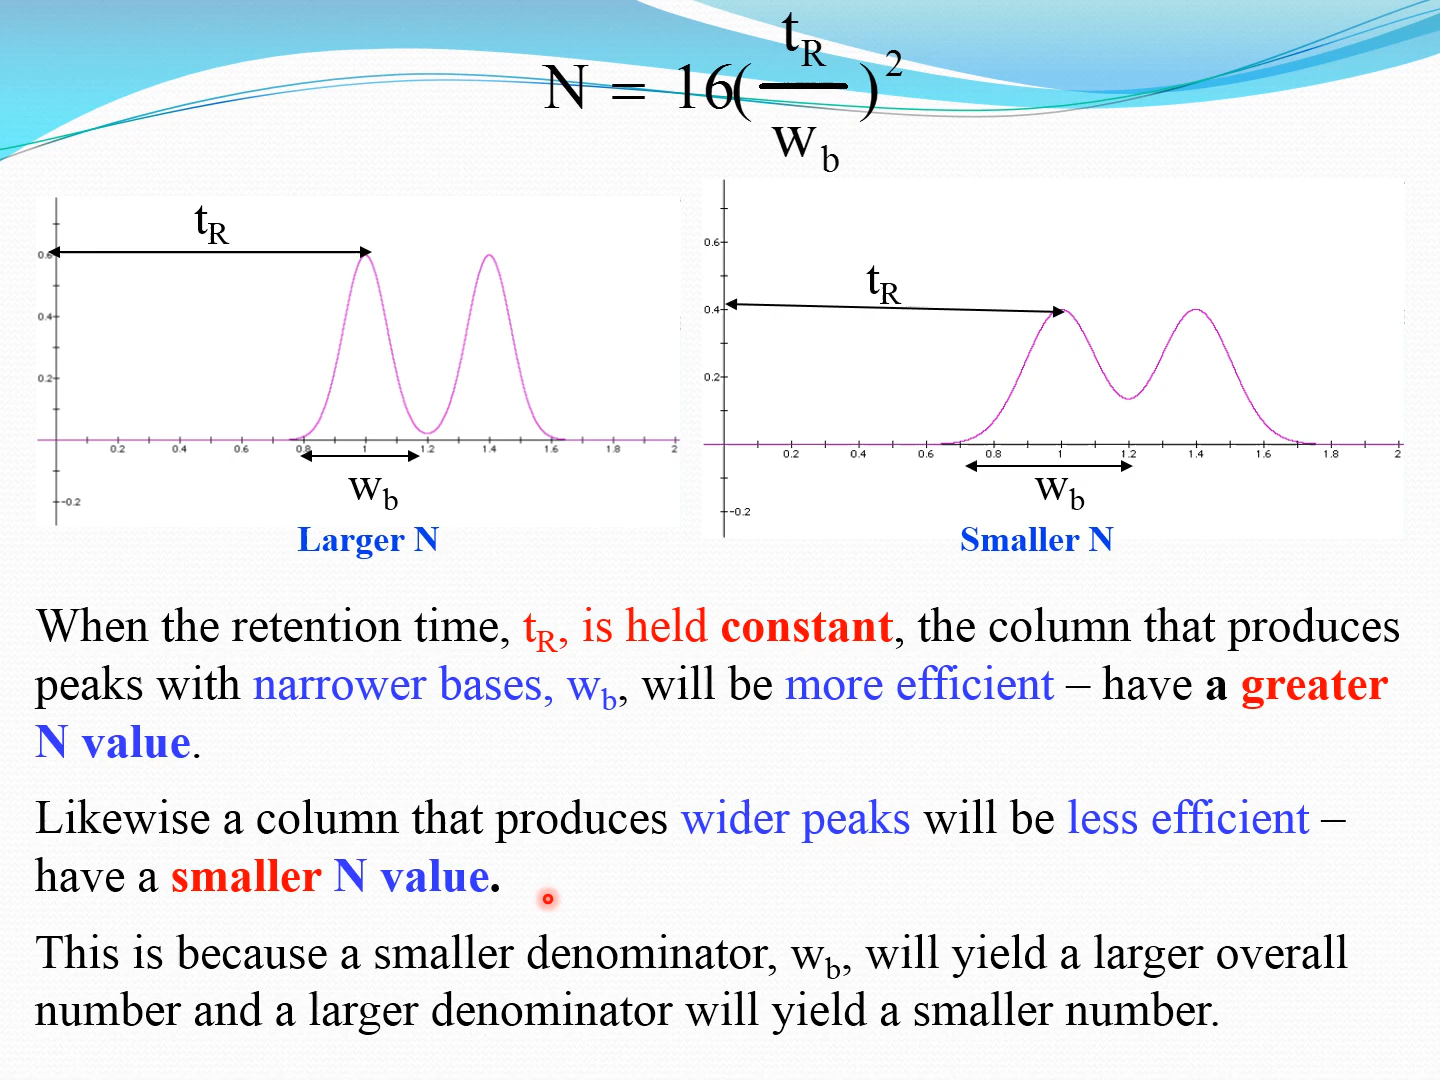 N = 16(tR/wb)2
tR
0.6
0.4
0.2
0.2 0.4 0.6 0.8 1 1.2 1.4 1.6 1.8 2
-0.2
wb
Larger N
tR
0.6
0.4
0.2
0.2 0.4 0.6 0.8 1 1.2 1.4 1.6 1.8 2
-0.2
wb
Smaller N
When the retention time, tR, is held constant, the column that produces
peaks with narrower bases, wb, will be more efficient – have a greater
N value.
Likewise a column that produces wider peaks will be less efficient –
have a smaller N value.
This is because a smaller denominator, wb, will yield a larger overall
number and a larger denominator will yield a smaller number.